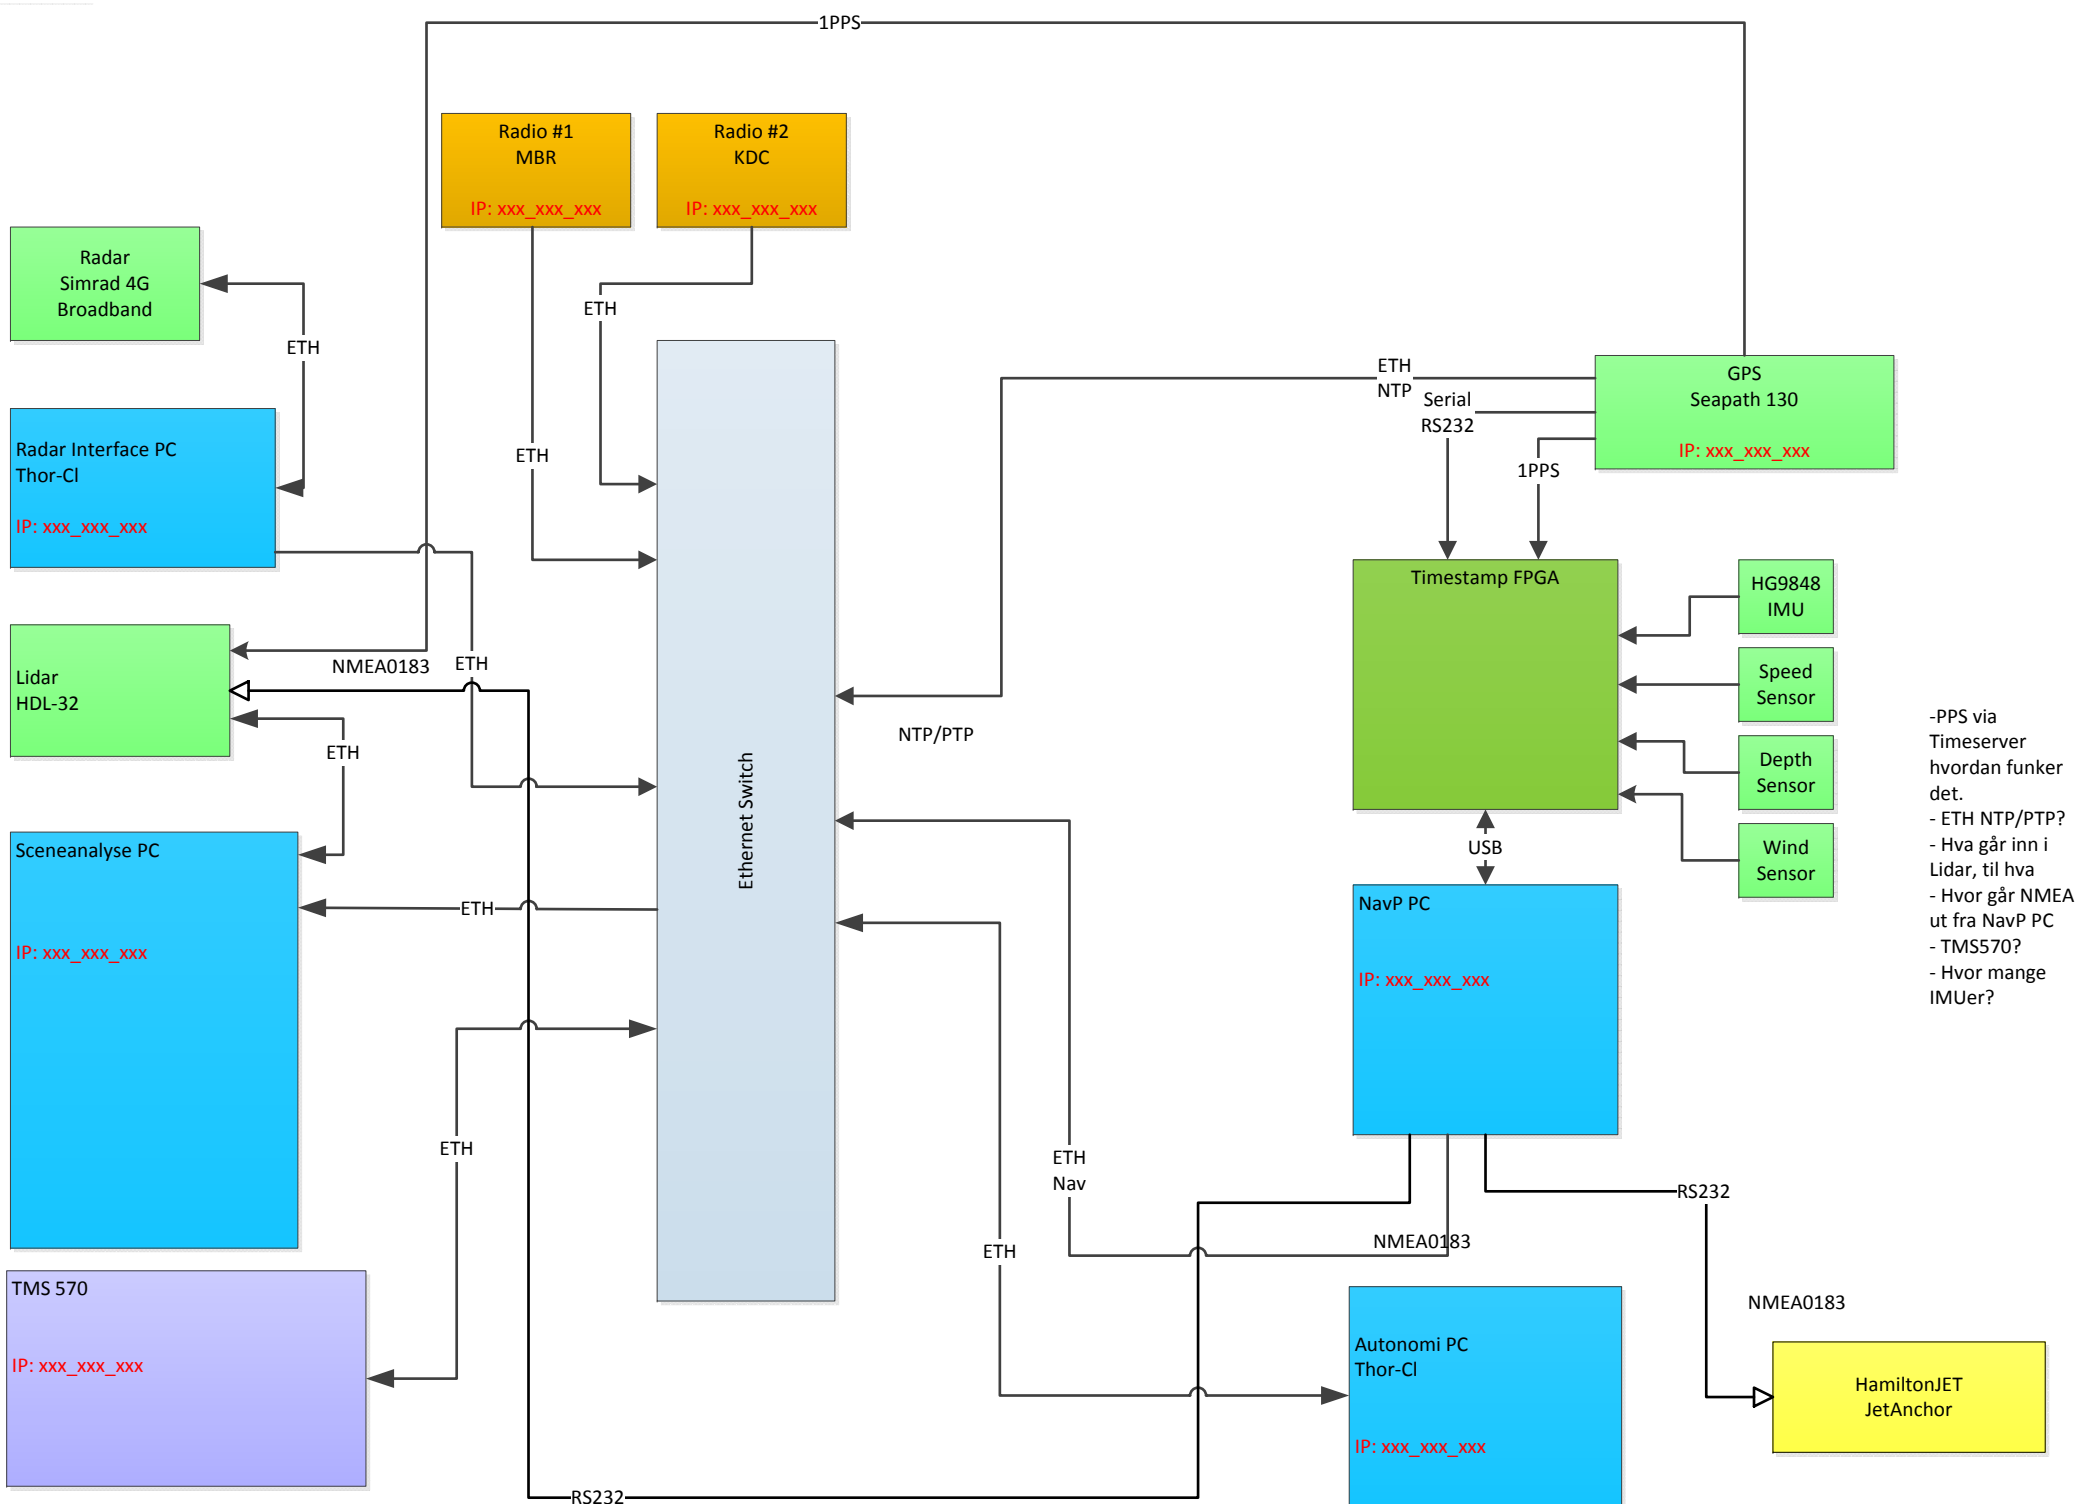 1PPS
Radio #1
MBR
IP: xxx_xxx_xxx
Radio #2
KDC
IP: xxx_xxx_xxx
Radar
Simrad 4G
Broadband
ETH
ETH
ETH
ETH
NTP
Serial
RS232
1PPS
GPS
Seapath 130
IP: xxx_xxx_xxx
Radar Interface PC
Thor-Cl
IP: xxx_xxx_xxx
Timestamp FPGA
HG9848
IMU
Speed
Sensor
Depth
Sensor
Wind
Sensor
Lidar
HDL-32
NMEA0183
ETH
ETH
NTP/PTP
Ethernet Switch
-PPS via
Timeserver
hvordan funker
det.
- ETH NTP/PTP?
- Hva går inn i
Lidar, til hva
- Hvor går NMEA
ut fra NavP PC
- TMS570?
- Hvor mange
IMUer?
USB
Sceneanalyse PC
IP: xxx_xxx_xxx
ETH
NavP PC
IP: xxx_xxx_xxx
ETH
ETH
Nav
ETH
NMEA0183
RS232
NMEA0183
TMS 570
IP: xxx_xxx_xxx
Autonomi PC
Thor-Cl
IP: xxx_xxx_xxx
HamiltonJET
JetAnchor
RS232